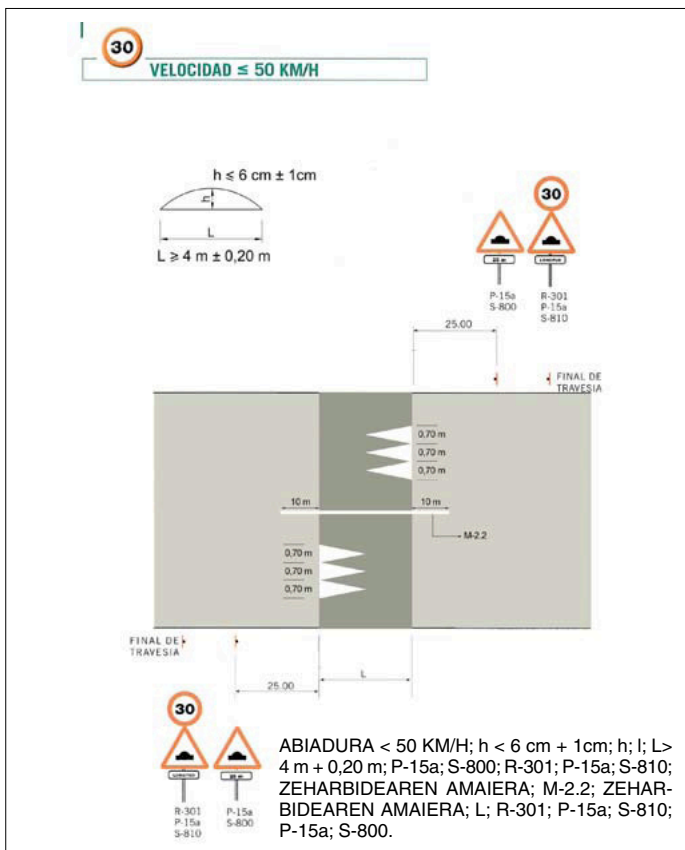 30
VELOCIDAD ≤ 50 KM/H
h ≤ 6 cm ± 1cm
h
L
L ≥ 4 m ± 0,20 m
30
25 m
P-15a
S-800
R-301
P-15a
S-810
25.00
FINAL DE
TRAVESIA
0,70 m
0,70 m
0,70 m
10 m
10 m
M-2.2
0,70 m
0,70 m
0,70 m
FINAL DE
TRAVESIA
25.00
L
30
25 m
R-301
P-15a
S-810
P-15a
S-800
ABIADURA < 50 KM/H; h < 6 cm + 1cm; h; l; L>
4 m + 0,20 m; P-15a; S-800; R-301; P-15a; S-810;
ZEHARBIDEAREN AMAIERA; M-2.2; ZEHAR-
BIDEAREN AMAIERA; L; R-301; P-15a; S-810;
P-15a; S-800.